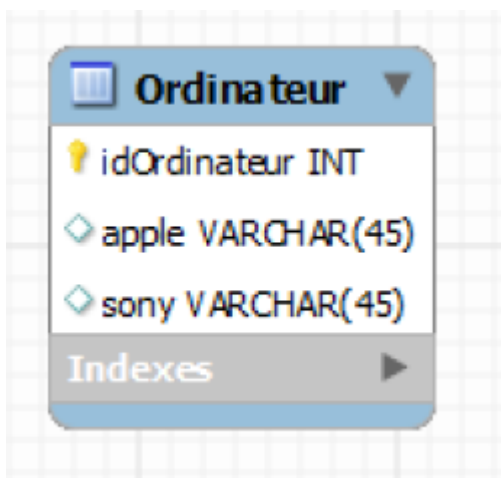 Ordinateur
idOrdinateur INT
apple VARCHAR(45)
sony VARCHAR(45)
Indexes